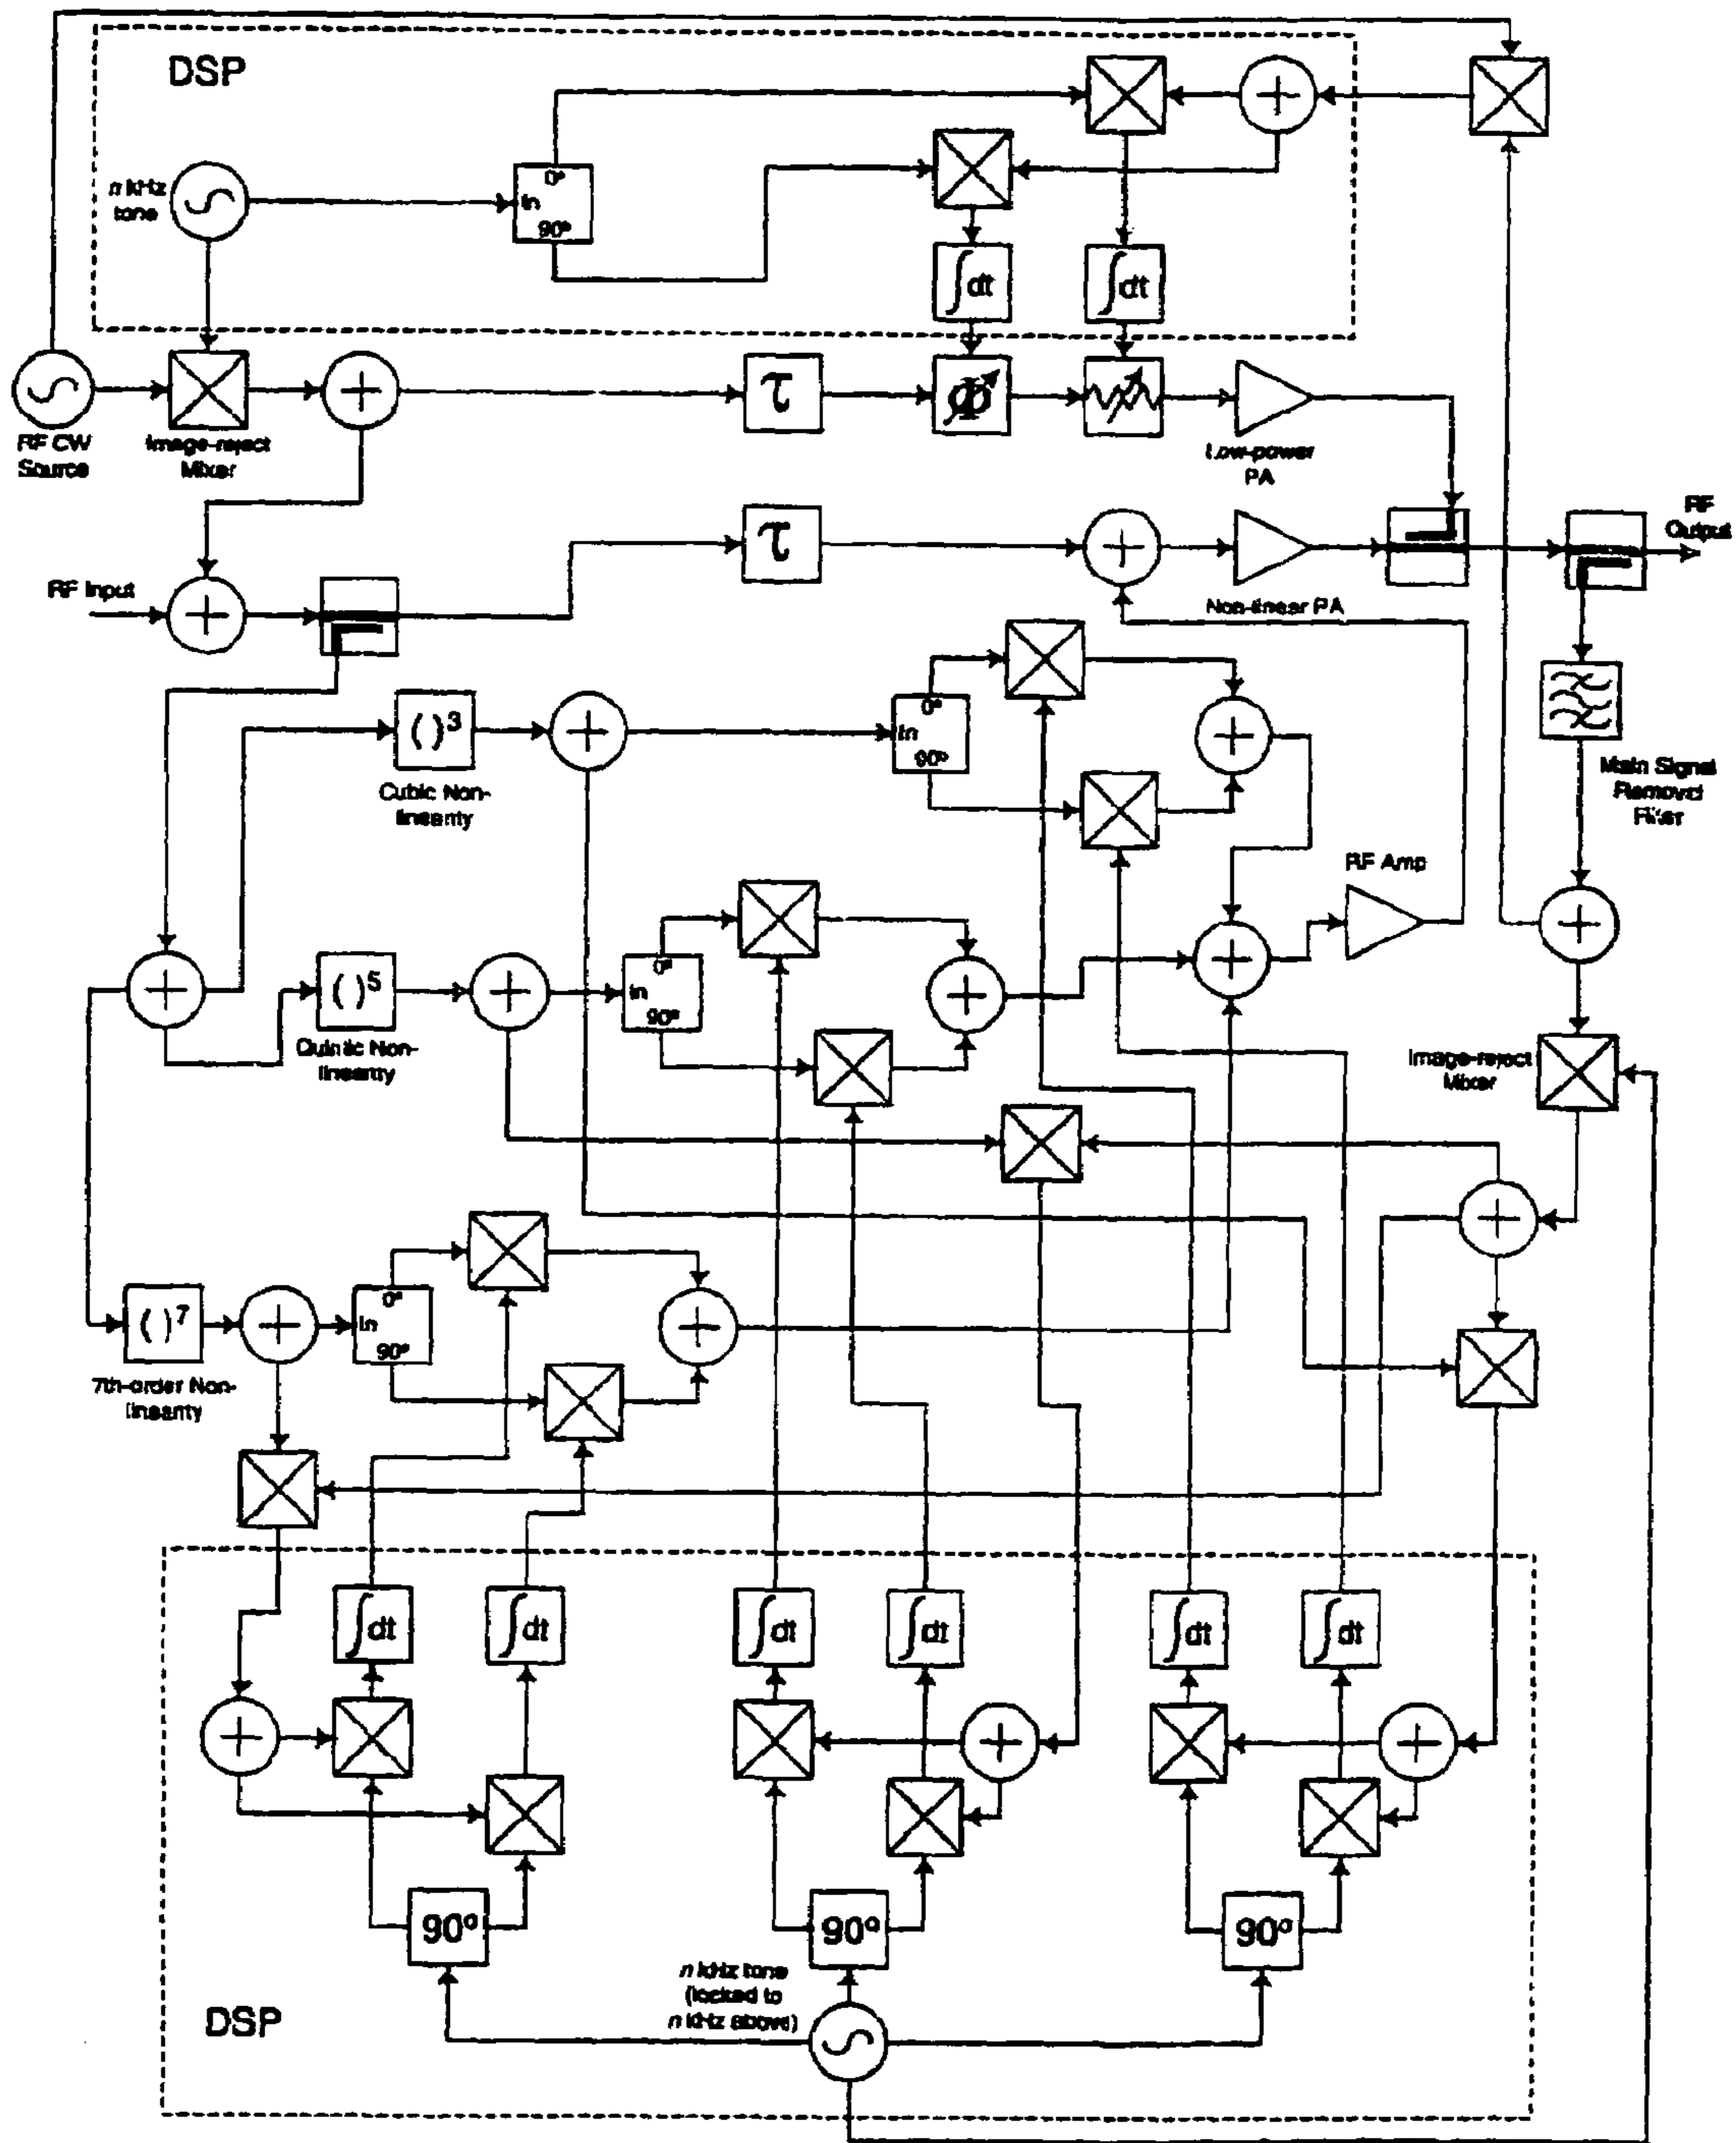 DSP
n kHz
tone
0°
In
90°
∫dt
∫dt
τ
Φ
RF CW
Source
Image-reject
Mixer
Low-power
PA
RF
Output
τ
RF Input
Non-linear PA
( )³
Cubic Non-
linearity
0°
In
90°
Main Signal
Removal
Filter
RF Amp
( )⁵
Quintic Non-
linearity
0°
In
90°
Image-reject
Mixer
( )⁷
7th-order Non-
linearity
0°
In
90°
∫dt
∫dt
∫dt
∫dt
∫dt
∫dt
90°
90°
90°
n kHz tone
(locked to
n kHz above)
DSP